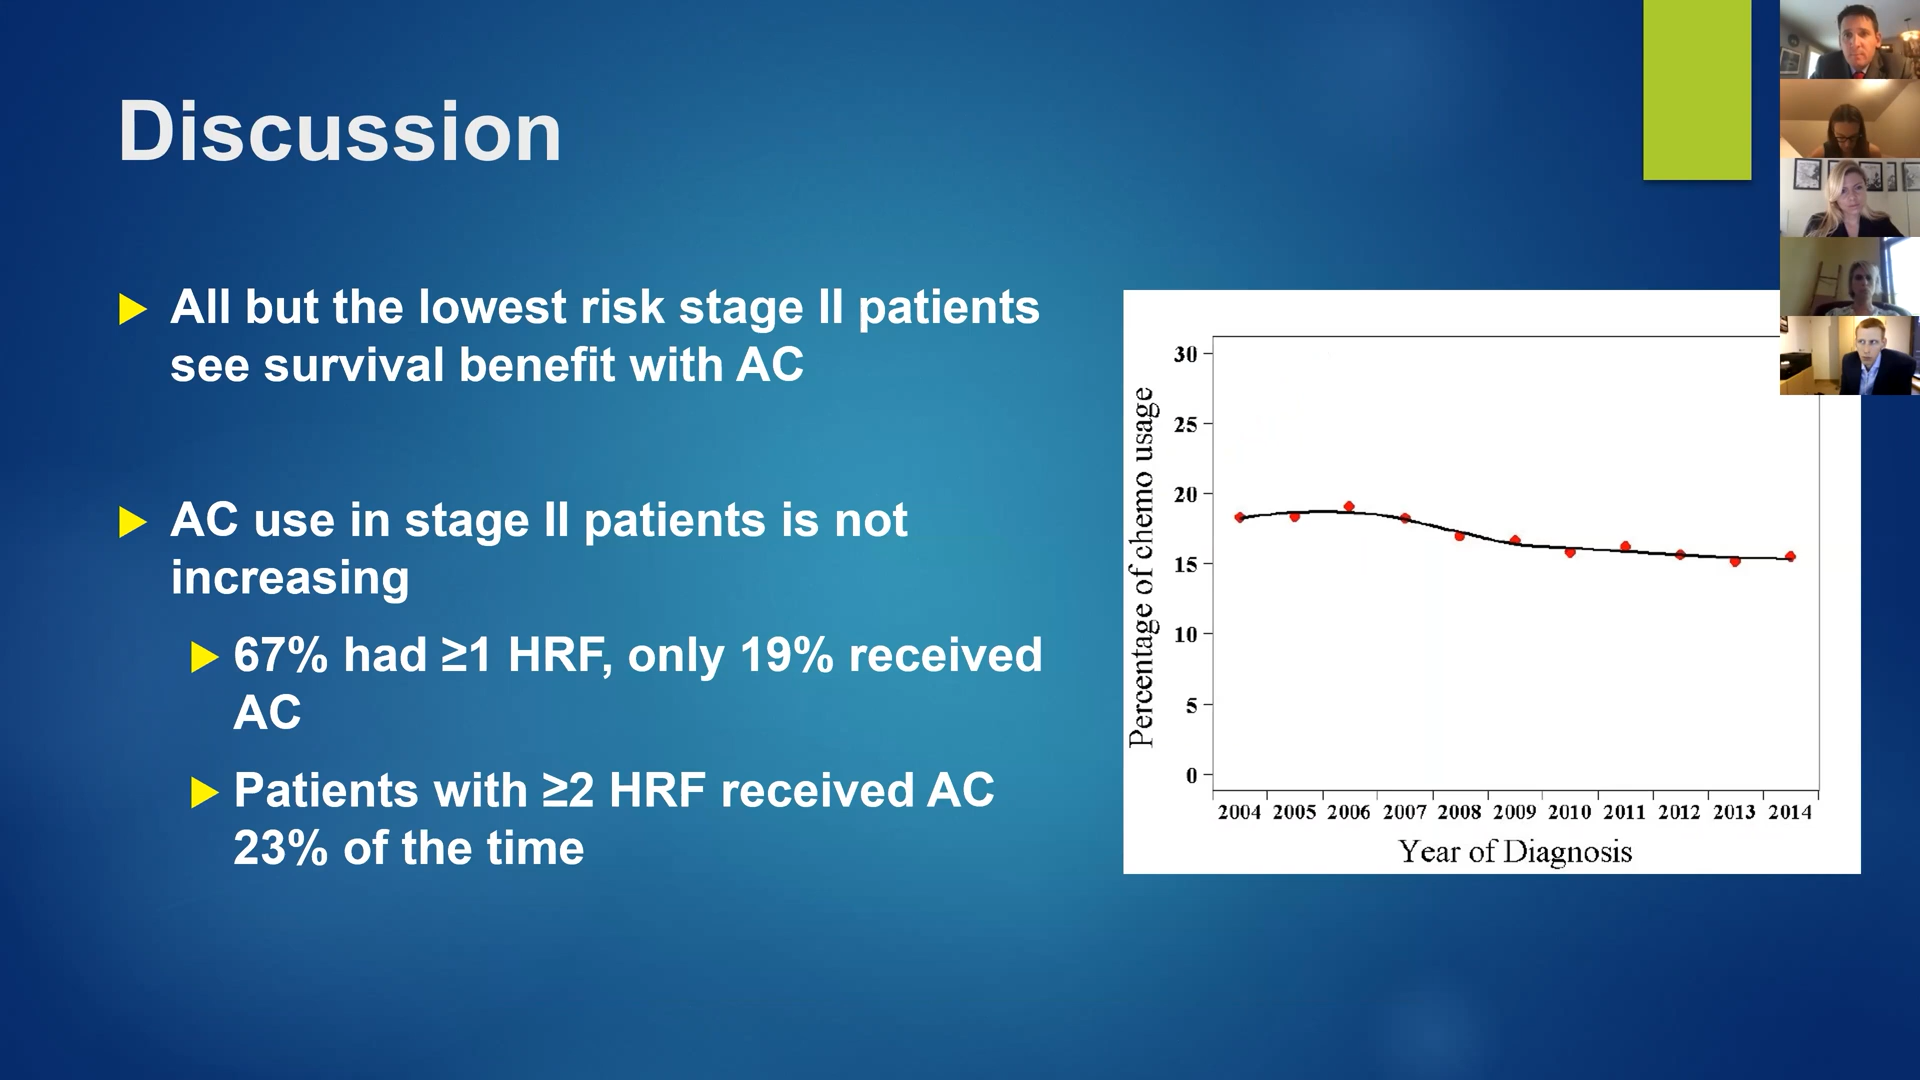 Discussion
All but the lowest risk stage II patients
see survival benefit with AC
AC use in stage II patients is not
increasing
67% had ≥1 HRF, only 19% received
AC
Patients with ≥2 HRF received AC
23% of the time
Percentage of chemo usage
30
25
20
15
10
5
0
2004 2005 2006 2007 2008 2009 2010 2011 2012 2013 2014
Year of Diagnosis